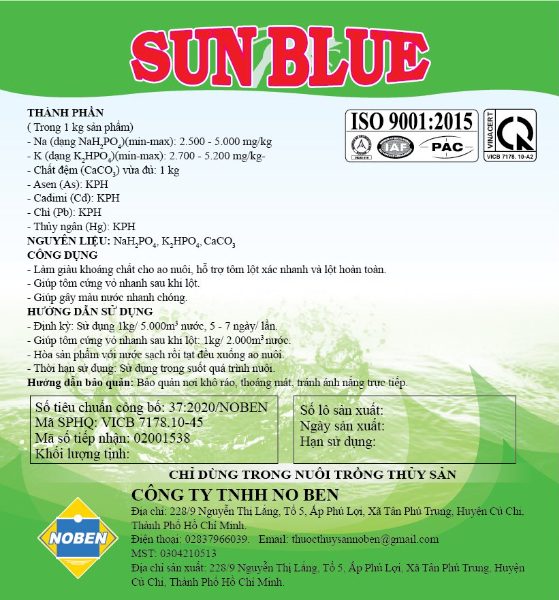 SUN BLUE
THÀNH PHẦN
( Trong 1 kg sản phẩm)
- Na (dạng NaH₂PO₄)(min-max): 2.500 - 5.000 mg/kg
- K (dạng K₂HPO₄)(min-max): 2.700 - 5.200 mg/kg-
- Chất đệm (CaCO₃) vừa đủ: 1 kg
- Asen (As): KPH
- Cadimi (Cd): KPH
- Chì (Pb): KPH
- Thủy ngân (Hg): KPH
NGUYÊN LIỆU: NaH₂PO₄, K₂HPO₄, CaCO₃
ISO 9001:2015
IAF
PAC
VINACERT
VICB 7178. 10-A2
CÔNG DỤNG
- Làm giàu khoáng chất cho ao nuôi, hỗ trợ tôm lột xác nhanh và lột hoàn toàn.
- Giúp tôm cứng vỏ nhanh sau khi lột.
- Giúp gây màu nước nhanh chóng.
HƯỚNG DẪN SỬ DỤNG
- Định kỳ: Sử dụng 1kg/ 5.000m³ nước, 5 - 7 ngày/ lần.
- Giúp tôm cứng vỏ nhanh sau khi lột: 1kg/ 2.000m³ nước.
- Hòa sản phẩm với nước sạch rồi tạt đều xuống ao nuôi.
- Thời hạn sử dụng: Sử dụng trong suốt quá trình nuôi.
Hướng dẫn bảo quản: Bảo quản nơi khô ráo, thoáng mát, tránh ánh nắng trực tiếp.
Số tiêu chuẩn công bố: 37:2020/NOBEN
Mã SPHQ: VICB 7178.10-45
Mã số tiếp nhận: 02001538
Khối lượng tịnh:
Số lô sản xuất:
Ngày sản xuất:
Hạn sử dụng:
CHỈ DÙNG TRONG NUÔI TRỒNG THỦY SẢN
NOBEN
CÔNG TY TNHH NO BEN
Địa chỉ: 228/9 Nguyễn Thị Lắng, Tổ 5, Ấp Phú Lợi, Xã Tân Phú Trung, Huyện Củ Chi,
Thành Phố Hồ Chí Minh.
Điện thoại: 02837966039. Email: thuocthuysannoben@gmail.com
MST: 0304210513
Địa chỉ sản xuất: 228/9 Nguyễn Thị Lắng, Tổ 5, Ấp Phú Lợi, Xã Tân Phú Trung, Huyện
Củ Chi, Thành Phố Hồ Chí Minh.